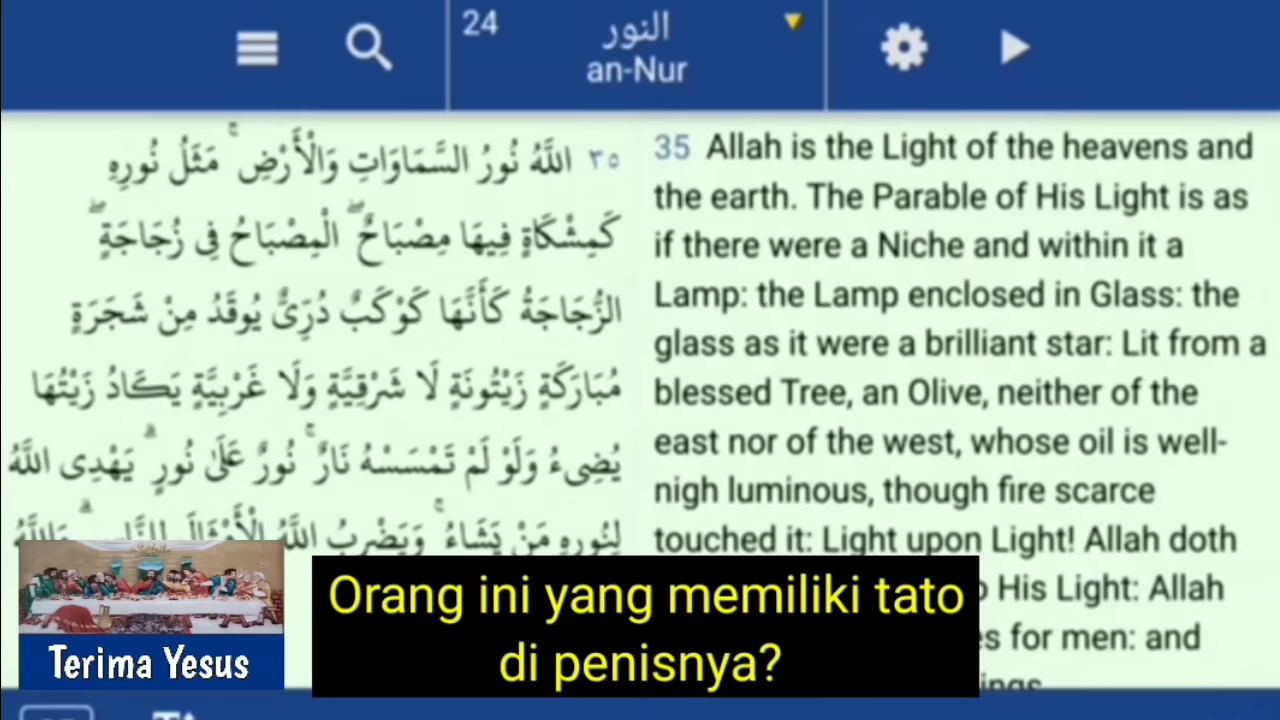 24
النور
an-Nur
٣٥ اللَّهُ نُورُ السَّمَاوَاتِ وَالْأَرْضِ ۚ مَثَلُ نُورِهِ
كَمِشْكَاةٍ فِيهَا مِصْبَاحٌ ۖ الْمِصْبَاحُ فِي زُجَاجَةٍ ۖ
الزُّجَاجَةُ كَأَنَّهَا كَوْكَبٌ دُرِّيٌّ يُوقَدُ مِنْ شَجَرَةٍ
مُبَارَكَةٍ زَيْتُونَةٍ لَا شَرْقِيَّةٍ وَلَا غَرْبِيَّةٍ يَكَادُ زَيْتُهَا
يُضِيءُ وَلَوْ لَمْ تَمْسَسْهُ نَارٌ ۚ نُورٌ عَلَىٰ نُورٍ ۗ يَهْدِي اللَّهُ
لِنُورِهِ مَنْ يَشَاءُ ۚ وَيَضْرِبُ اللَّهُ الْأَمْثَالَ لِلنَّاسِ ۗ وَاللَّهُ
35 Allah is the Light of the heavens and
the earth. The Parable of His Light is as
if there were a Niche and within it a
Lamp: the Lamp enclosed in Glass: the
glass as it were a brilliant star: Lit from a
blessed Tree, an Olive, neither of the
east nor of the west, whose oil is well-
nigh luminous, though fire scarce
touched it: Light upon Light! Allah doth
His Light: Allah
for men: and
Terima Yesus
Orang ini yang memiliki tato
di penisnya?